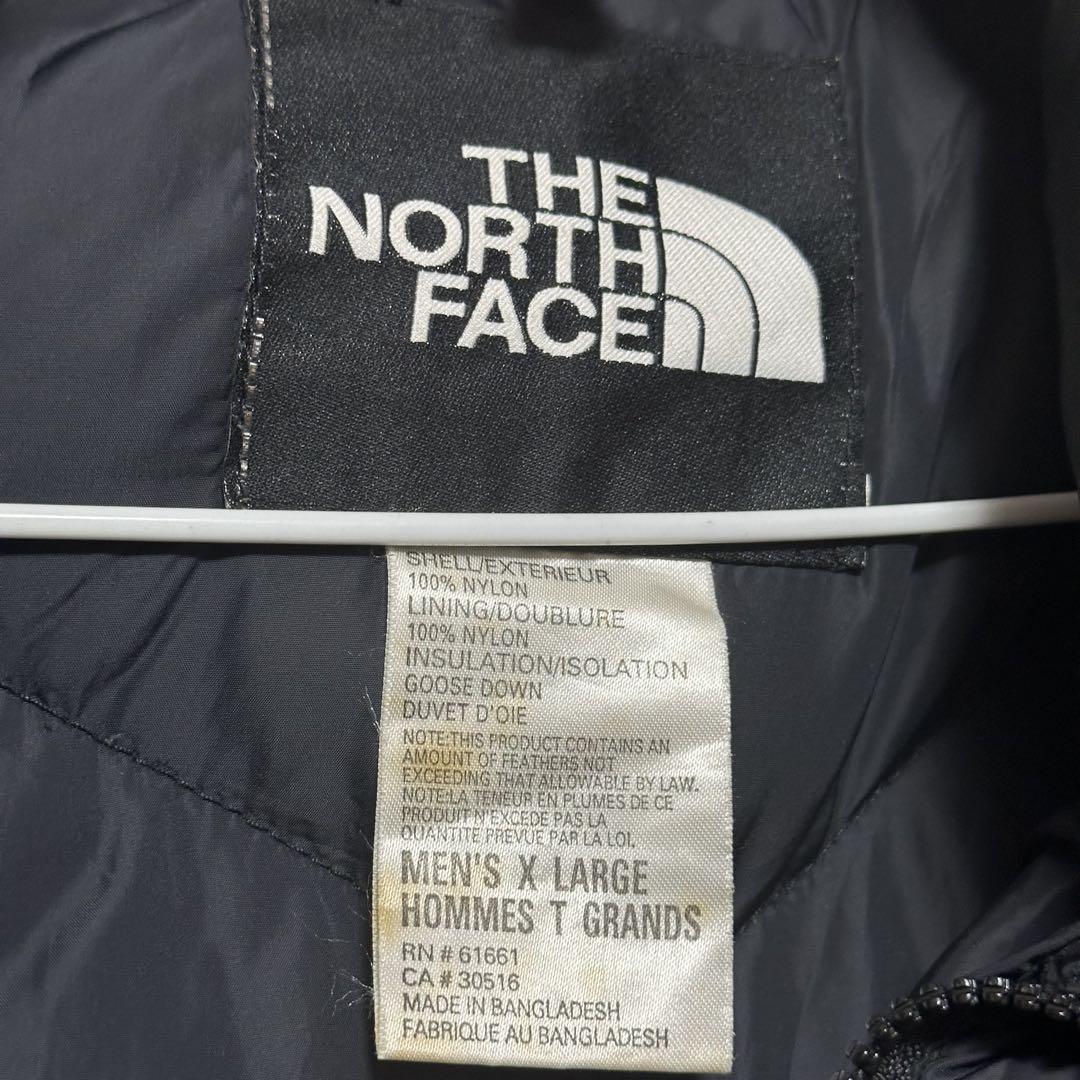 THE
NORTH
FACE
SHELL/EXTERIEUR
100% NYLON
LINING/DOUBLURE
100% NYLON
INSULATION/ISOLATION
GOOSE DOWN
DUVET D'OIE
NOTE:THIS PRODUCT CONTAINS AN
AMOUNT OF FEATHERS NOT
EXCEEDING THAT ALLOWABLE BY LAW.
NOTE:LA TENEUR EN PLUMES DE CE
PRODUIT N'EXCEDE PAS LA
QUANTITE PREVUE PAR LA LOI.
MEN'S X LARGE
HOMMES T GRANDS
RN # 61661
CA # 30516
MADE IN BANGLADESH
FABRIQUE AU BANGLADESH